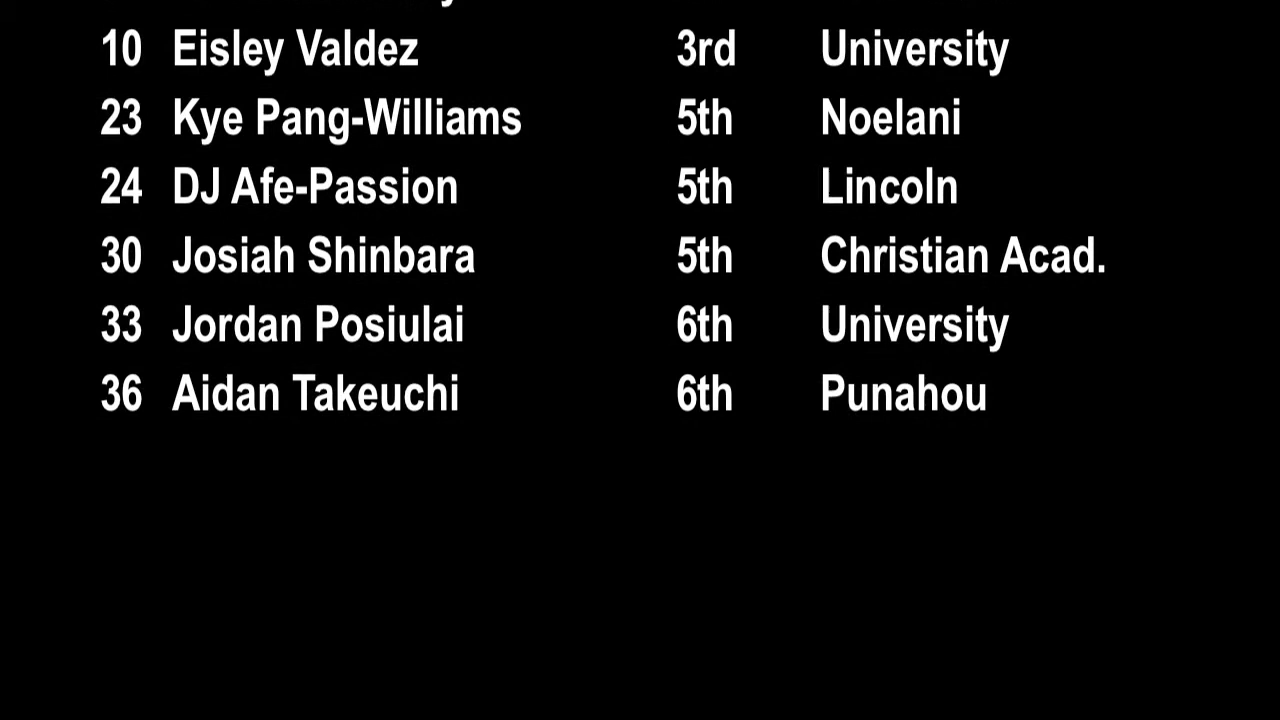 10 Eisley Valdez 3rd University
23 Kye Pang-Williams 5th Noelani
24 DJ Afe-Passion 5th Lincoln
30 Josiah Shinbara 5th Christian Acad.
33 Jordan Posiulai 6th University
36 Aidan Takeuchi 6th Punahou